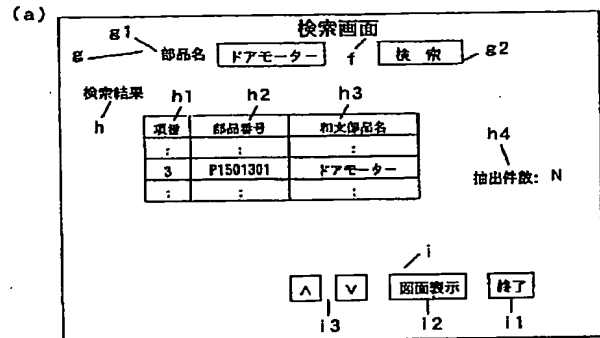 (a)
検索画面
g1
g
部品名
ドアモーター
f
検 索
g2
検索結果
h
h1
h2
h3
項番 部品番号 和文部品名
: : :
3 P1501301 ドアモーター
: : :
h4
抽出件数: N
i
∧ ∨ 図面表示 終了
i3 i2 i1